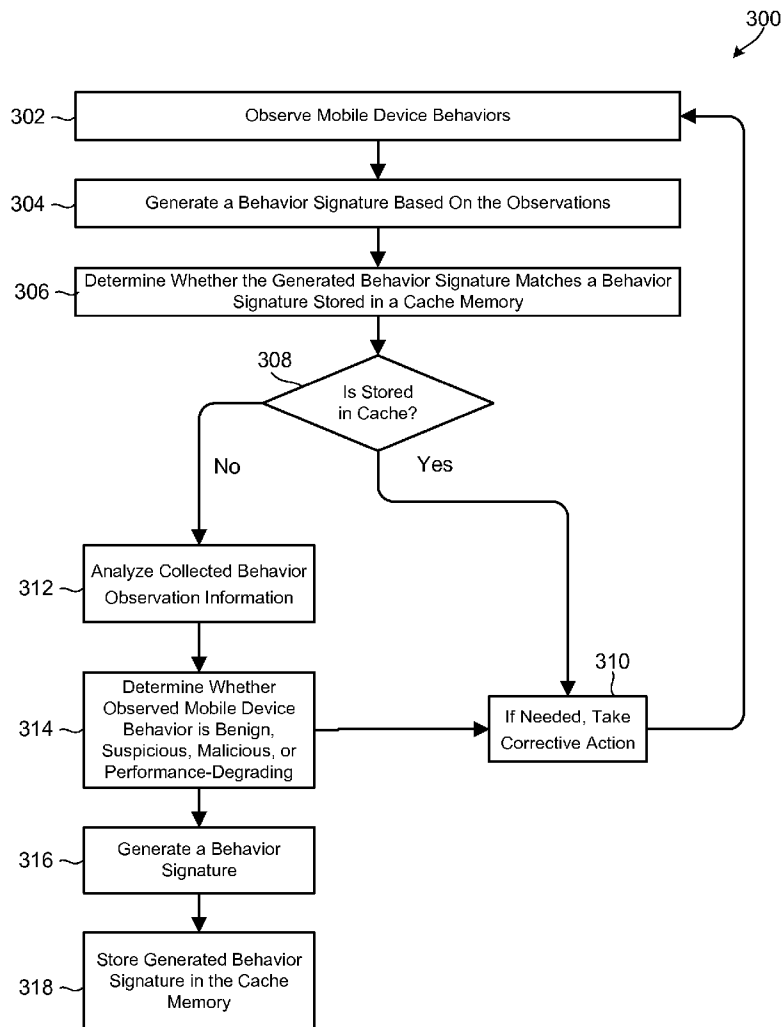 300
302
Observe Mobile Device Behaviors
304
Generate a Behavior Signature Based On the Observations
306
Determine Whether the Generated Behavior Signature Matches a Behavior
Signature Stored in a Cache Memory
308
Is Stored
in Cache?
No
Yes
312
Analyze Collected Behavior
Observation Information
310
If Needed, Take
Corrective Action
314
Determine Whether
Observed Mobile Device
Behavior is Benign,
Suspicious, Malicious, or
Performance-Degrading
316
Generate a Behavior
Signature
318
Store Generated Behavior
Signature in the Cache
Memory